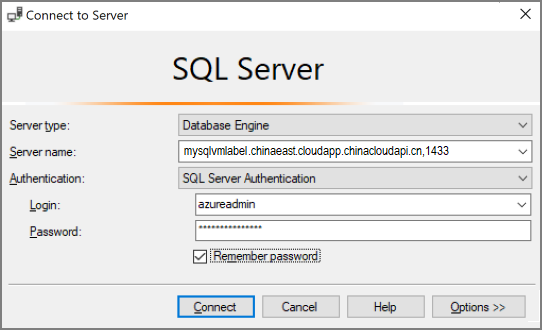 Connect to Server
SQL Server
Server type: Database Engine
Server name: mysqlvmlabel.chinaeast.cloudapp.chinacloudapi.cn,1433
Authentication: SQL Server Authentication
Login: azureadmin
Password: ***************
Remember password
Connect Cancel Help Options >>